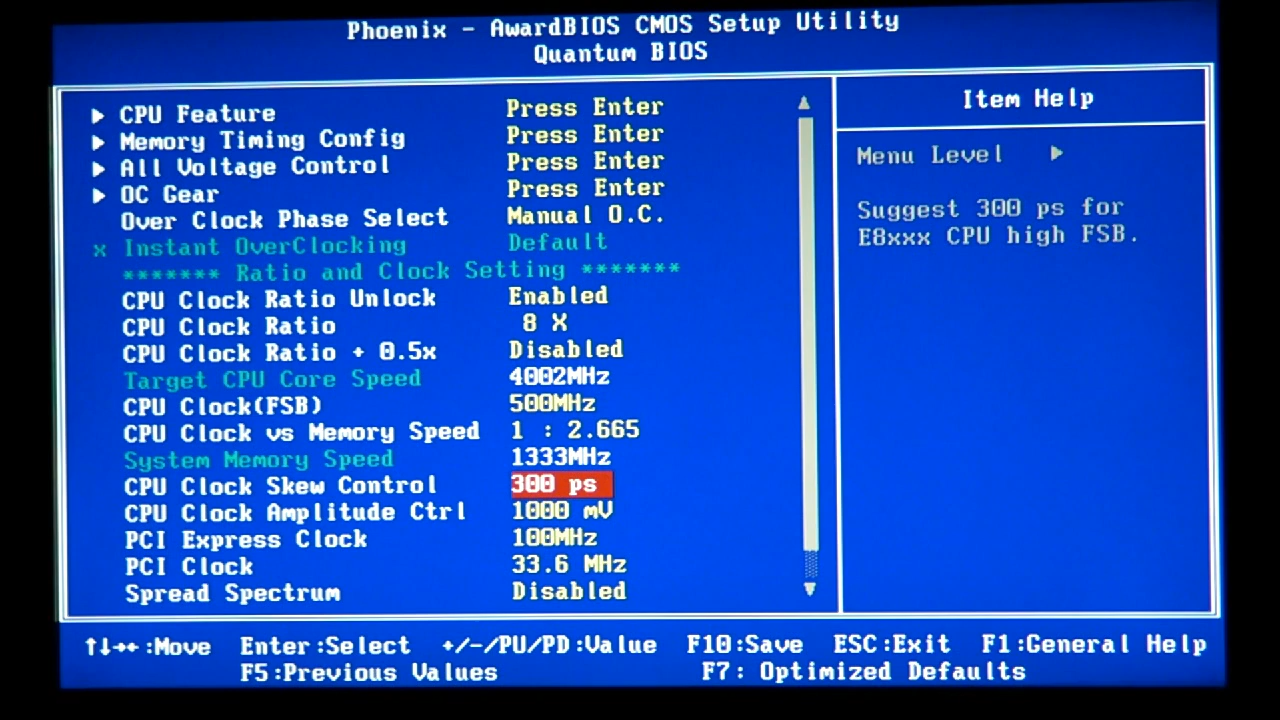 Phoenix - AwardBIOS CMOS Setup Utility
Quantum BIOS
CPU Feature Press Enter
Memory Timing Config Press Enter
All Voltage Control Press Enter
OC Gear Press Enter
Over Clock Phase Select Manual O.C.
x Instant OverClocking Default
******* Ratio and Clock Setting *******
CPU Clock Ratio Unlock Enabled
CPU Clock Ratio 8 X
CPU Clock Ratio + 0.5x Disabled
Target CPU Core Speed 4002MHz
CPU Clock(FSB) 500MHz
CPU Clock vs Memory Speed 1 : 2.665
System Memory Speed 1333MHz
CPU Clock Skew Control 300 ps
CPU Clock Amplitude Ctrl 1000 mV
PCI Express Clock 100MHz
PCI Clock 33.6 MHz
Spread Spectrum Disabled
Item Help
Menu Level
Suggest 300 ps for
E8xxx CPU high FSB.
↑↓→←:Move Enter:Select +/-/PU/PD:Value F10:Save ESC:Exit F1:General Help
F5:Previous Values F7: Optimized Defaults